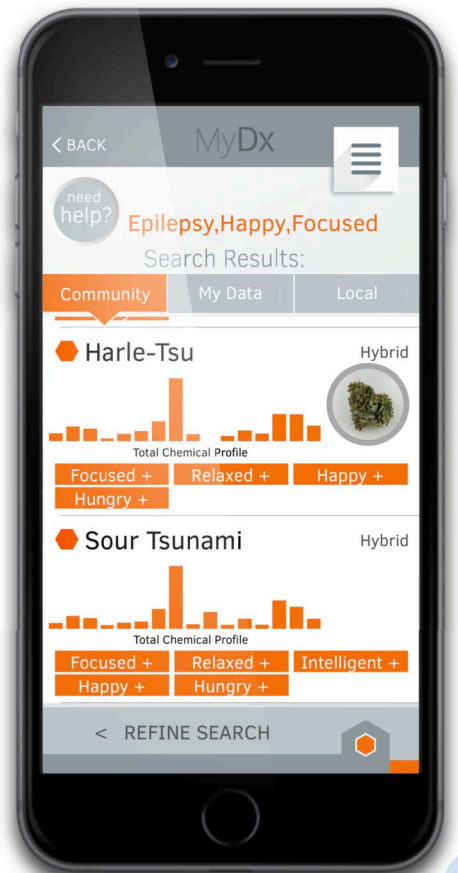 < BACK
MyDx
need
help?
Epilepsy,Happy,Focused
Search Results:
Community
My Data
Local
Harle-Tsu
Hybrid
Total Chemical Profile
Focused +
Relaxed +
Happy +
Hungry +
Sour Tsunami
Hybrid
Total Chemical Profile
Focused +
Relaxed +
Intelligent +
Happy +
Hungry +
< REFINE SEARCH